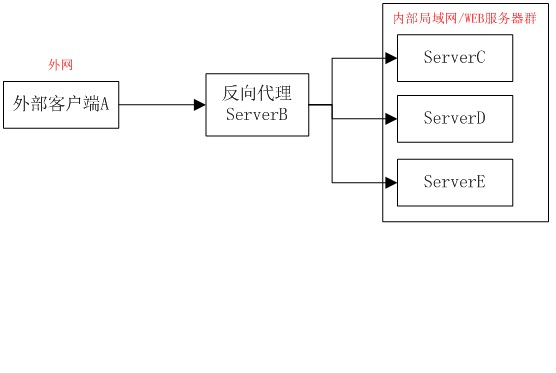 内部局域网/WEB服务器群
外网
ServerC
外部客户端A
反向代理
ServerB
ServerD
ServerE